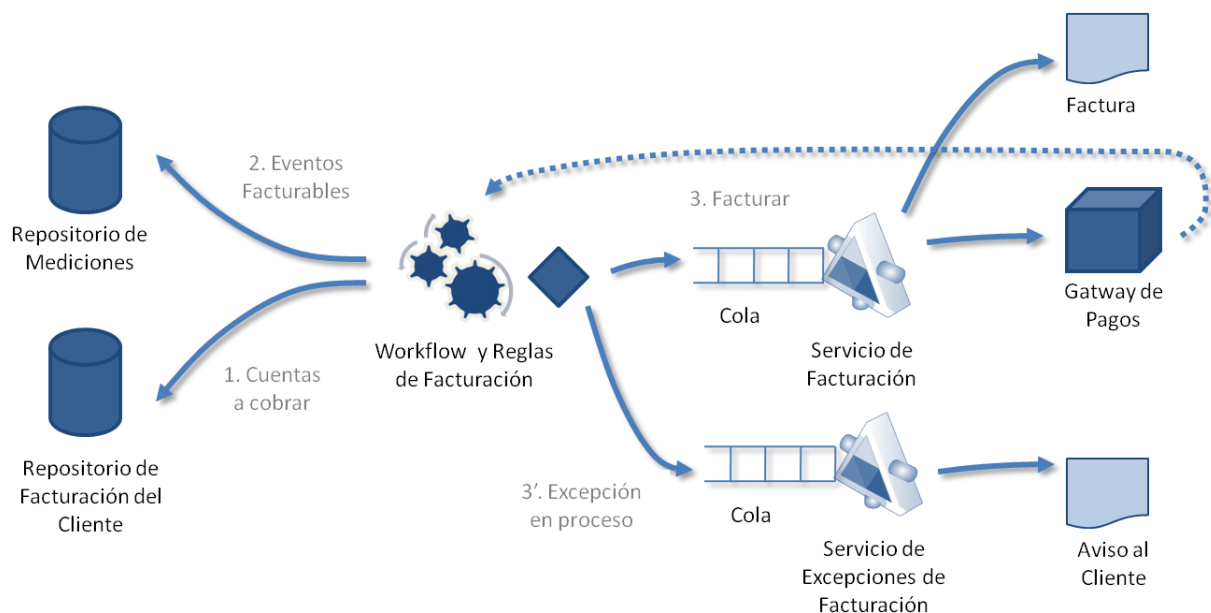 Factura
2. Eventos
Facturables
3. Facturar
Repositorio de
Mediciones
Gatway de
Pagos
Cola
Workflow y Reglas
de Facturación
Servicio de
Facturación
1. Cuentas
a cobrar
Repositorio de
Facturación del
Cliente
3’. Excepción
en proceso
Cola
Servicio de
Excepciones de
Facturación
Aviso al
Cliente